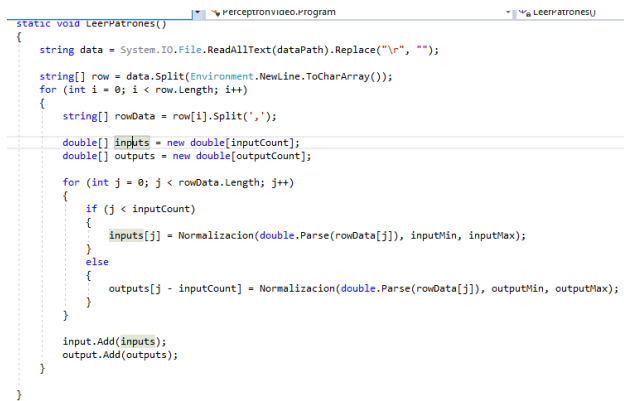 PerceptronVideo.Program LeerPatrones()
static void LeerPatrones()
{
string data = System.IO.File.ReadAllText(dataPath).Replace("\r", "");
string[] row = data.Split(Environment.NewLine.ToCharArray());
for (int i = 0; i < row.Length; i++)
{
string[] rowData = row[i].Split(',');
double[] inputs = new double[inputCount];
double[] outputs = new double[outputCount];
for (int j = 0; j < rowData.Length; j++)
{
if (j < inputCount)
{
inputs[j] = Normalizacion(double.Parse(rowData[j]), inputMin, inputMax);
}
else
{
outputs[j - inputCount] = Normalizacion(double.Parse(rowData[j]), outputMin, outputMax);
}
}
input.Add(inputs);
output.Add(outputs);
}
}